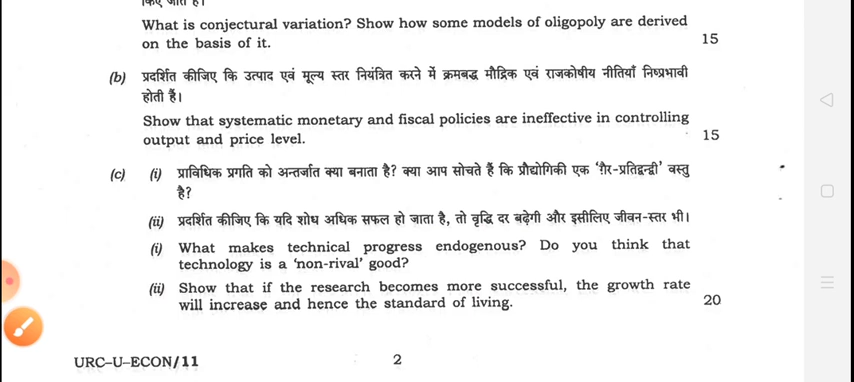 What is conjectural variation? Show how some models of oligopoly are derived
on the basis of it. 15
(b) प्रदर्शित कीजिए कि उत्पाद एवं मूल्य स्तर नियंत्रित करने में क्रमबद्ध मौद्रिक एवं राजकोषीय नीतियाँ निष्प्रभावी
होती हैं।
Show that systematic monetary and fiscal policies are ineffective in controlling
output and price level. 15
(c) (i) प्राविधिक प्रगति को अन्तर्जात क्या बनाता है? क्या आप सोचते हैं कि प्रौद्योगिकी एक ‘ग़ैर-प्रतिद्वन्द्वी’ वस्तु
है?
(ii) प्रदर्शित कीजिए कि यदि शोध अधिक सफल हो जाता है, तो वृद्धि दर बढ़ेगी और इसीलिए जीवन-स्तर भी।
(i) What makes technical progress endogenous? Do you think that
technology is a ‘non-rival’ good?
(ii) Show that if the research becomes more successful, the growth rate
will increase and hence the standard of living. 20
URC–U–ECON/11 2